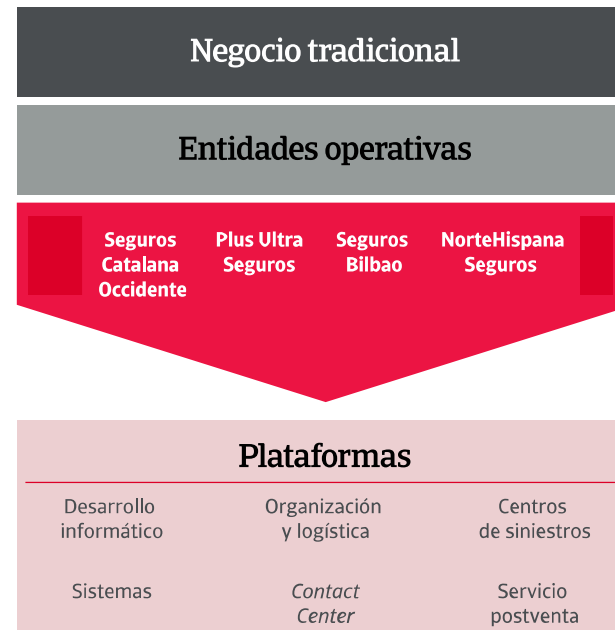 Negocio tradicional
Entidades operativas
Seguros
Catalana
Occidente
Plus Ultra
Seguros
Seguros
Bilbao
NorteHispana
Seguros
Plataformas
Desarrollo
informático
Organización
y logística
Centros
de siniestros
Sistemas
Contact
Center
Servicio
postventa